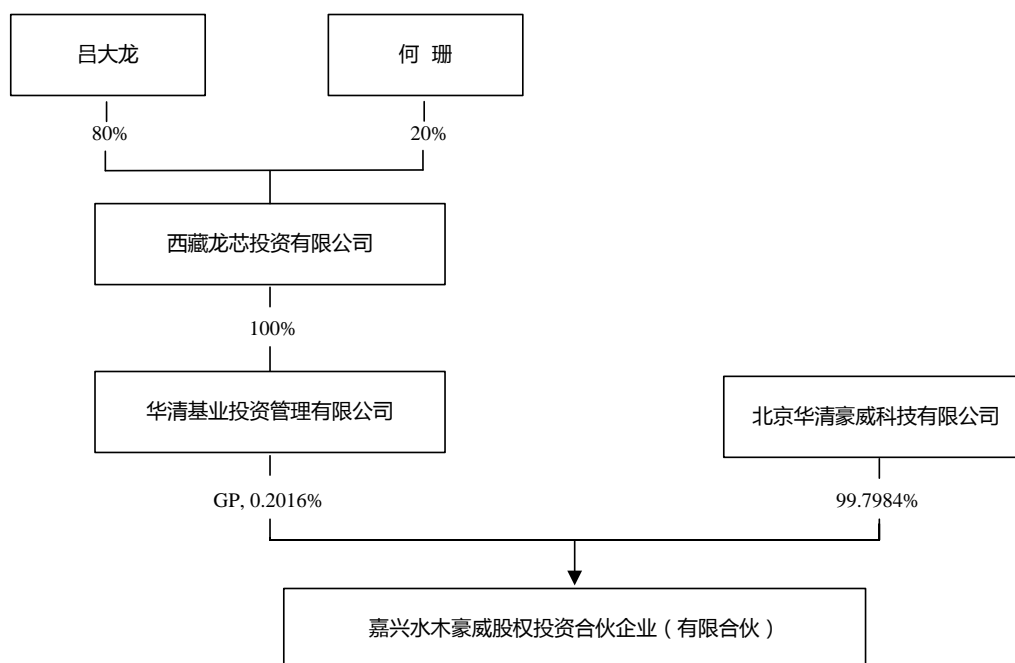 吕大龙
何 珊
80%
20%
西藏龙芯投资有限公司
100%
华清基业投资管理有限公司
北京华清豪威科技有限公司
GP, 0.2016%
99.7984%
嘉兴水木豪威股权投资合伙企业（有限合伙）